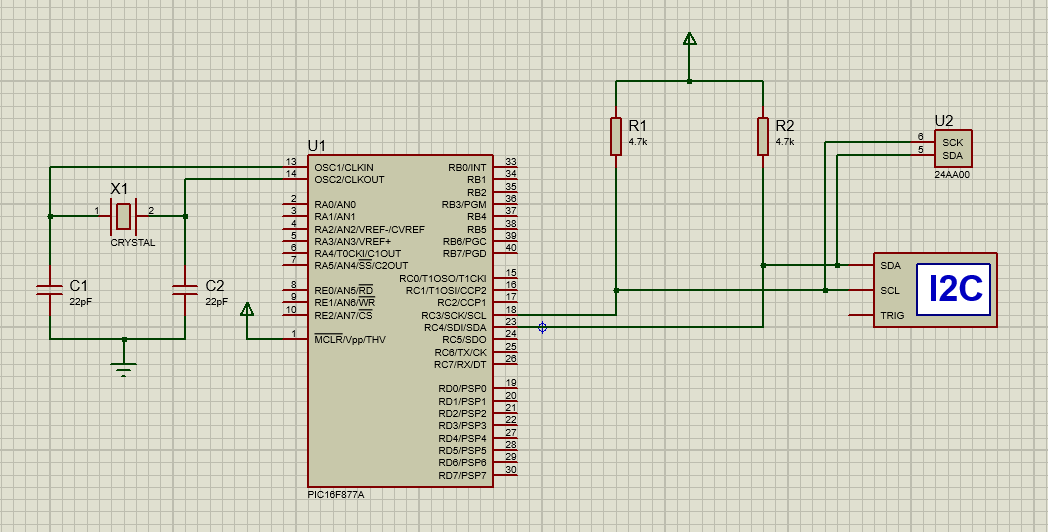 U1
13 OSC1/CLKIN
14 OSC2/CLKOUT
2 RA0/AN0
3 RA1/AN1
4 RA2/AN2/VREF-/CVREF
5 RA3/AN3/VREF+
6 RA4/T0CKI/C1OUT
7 RA5/AN4/SS/C2OUT
8 RE0/AN5/RD
9 RE1/AN6/WR
10 RE2/AN7/CS
1 MCLR/Vpp/THV
RB0/INT 33
RB1 34
RB2 35
RB3/PGM 36
RB4 37
RB5 38
RB6/PGC 39
RB7/PGD 40
RC0/T1OSO/T1CKI 15
RC1/T1OSI/CCP2 16
RC2/CCP1 17
RC3/SCK/SCL 18
RC4/SDI/SDA 23
RC5/SDO 24
RC6/TX/CK 25
RC7/RX/DT 26
RD0/PSP0 19
RD1/PSP1 20
RD2/PSP2 21
RD3/PSP3 22
RD4/PSP4 27
RD5/PSP5 28
RD6/PSP6 29
RD7/PSP7 30
PIC16F877A
X1
1 2
CRYSTAL
C1
22pF
C2
22pF
R1
4.7k
R2
4.7k
U2
6 SCK
5 SDA
24AA00
SDA
SCL
TRIG
I2C